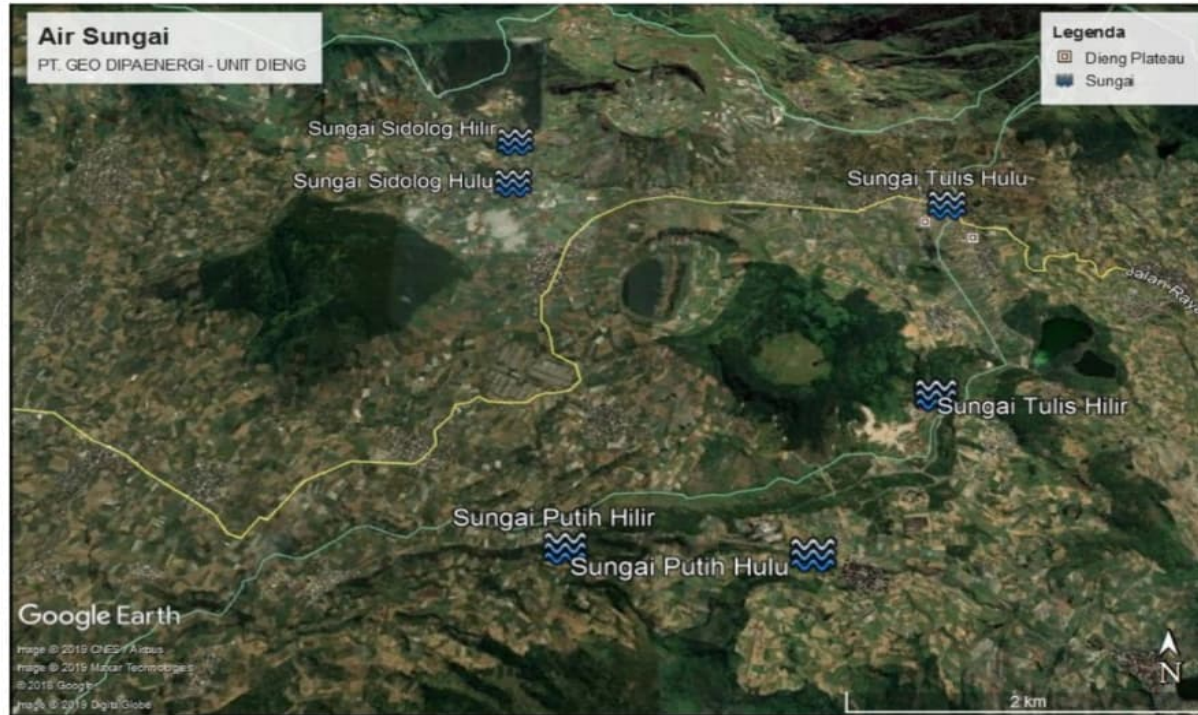 Air Sungai
PT. GEO DIPAENERGI - UNIT DIENG
Legenda
Dieng Plateau
Sungai
Sungai Sidolog Hilir
Sungai Sidolog Hulu
Sungai Tulis Hulu
Jalan Ray
Sungai Tulis Hilir
Sungai Putih Hilir
Sungai Putih Hulu
Google Earth
Image © 2019 CNES / Airbus
Image © 2019 Maxar Technologies
© 2018 Google
Image © 2019 DigitalGlobe
N
2 km